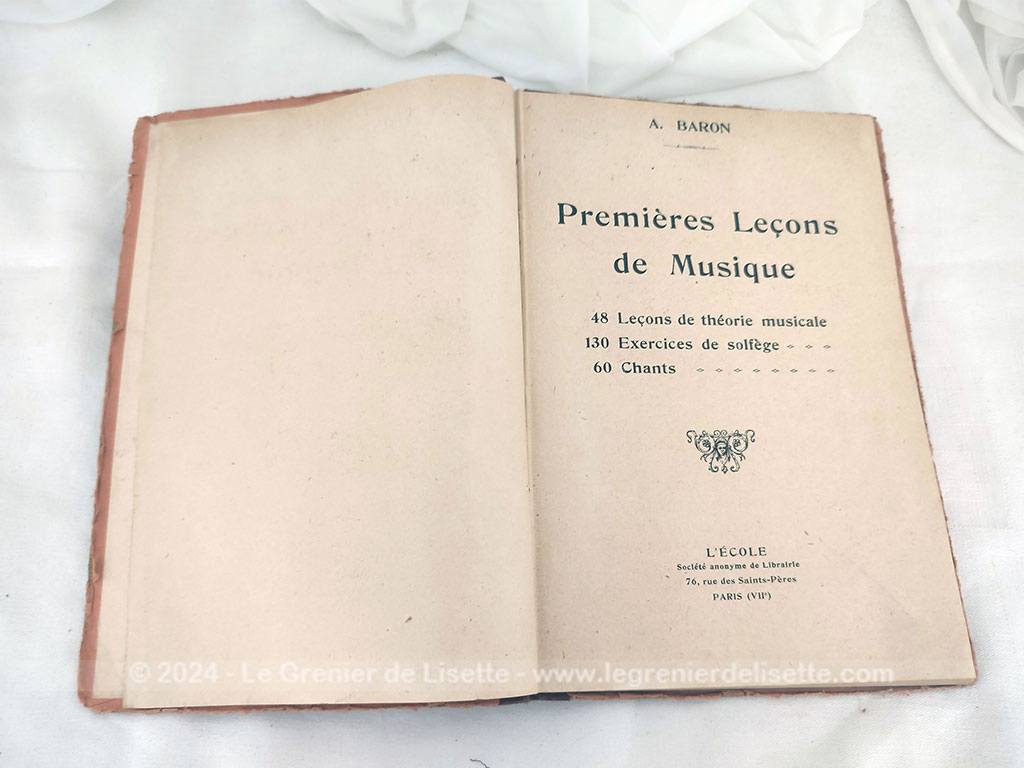 A. BARON
Premières Leçons
de Musique
48 Leçons de théorie musicale
130 Exercices de solfège
60 Chants
L'ÉCOLE
Société anonyme de Librairie
76, rue des Saints-Pères
PARIS (VIIe)
© 2024 - Le Grenier de Lisette - www.legrenierdelisette.com